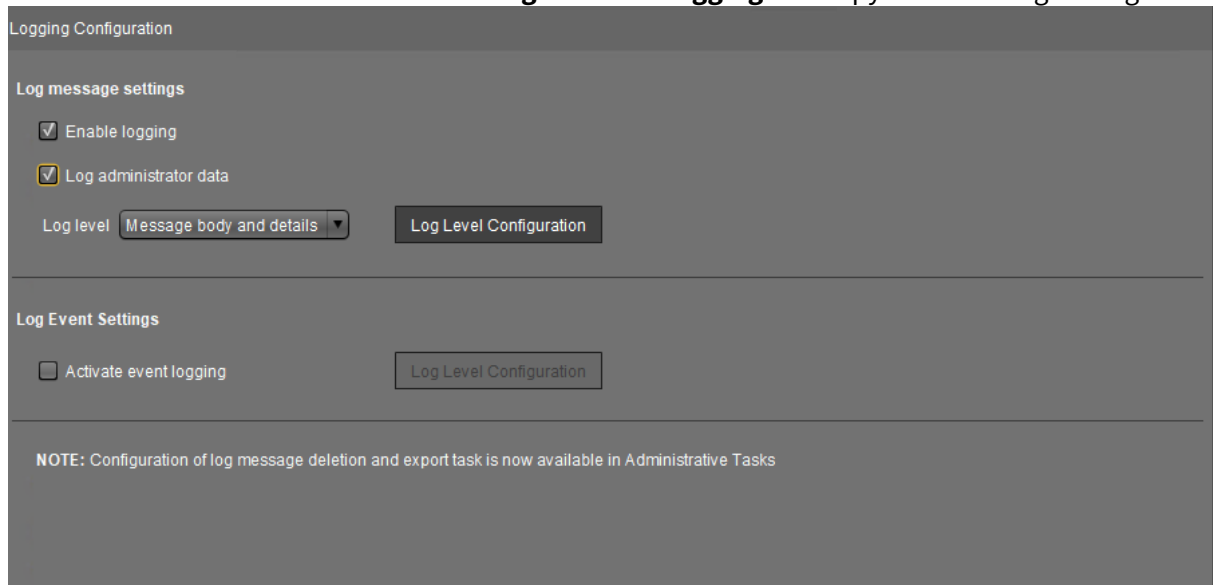 Logging Configuration
Log message settings
Enable logging
Log administrator data
Log level Message body and details Log Level Configuration
Log Event Settings
Activate event logging Log Level Configuration
NOTE: Configuration of log message deletion and export task is now available in Administrative Tasks